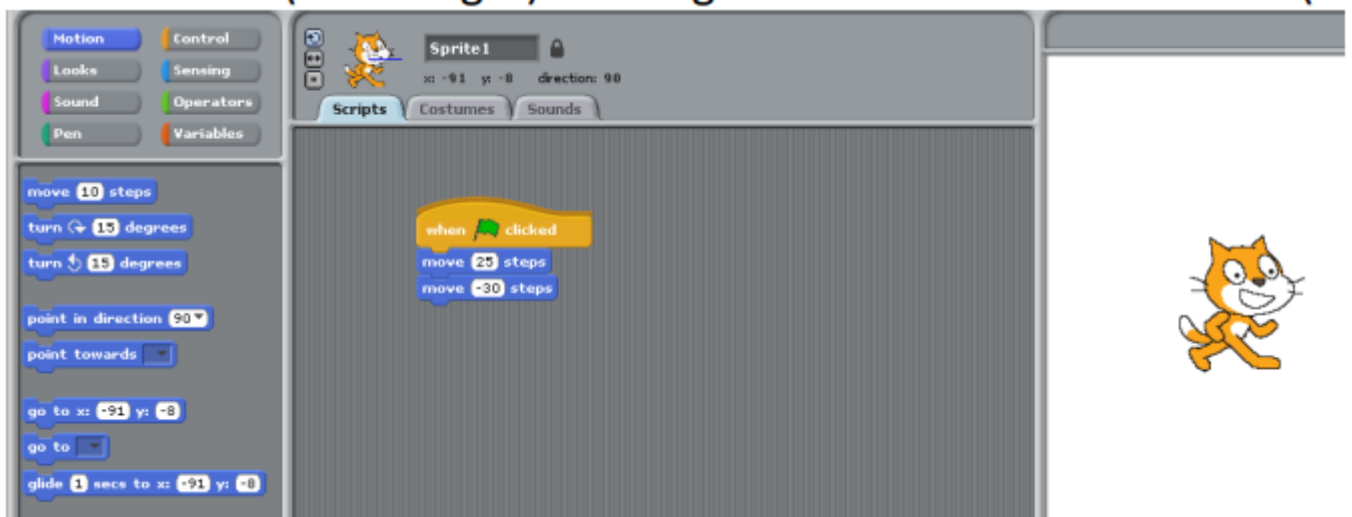 Motion Control
Looks Sensing
Sound Operators
Pen Variables
move 10 steps
turn 15 degrees
turn 15 degrees
point in direction 90
point towards
go to x: -91 y: -8
go to
glide 1 secs to x: -91 y: -8
Sprite1
x: -91 y: -8 direction: 90
Scripts Costumes Sounds
when clicked
move 25 steps
move -30 steps